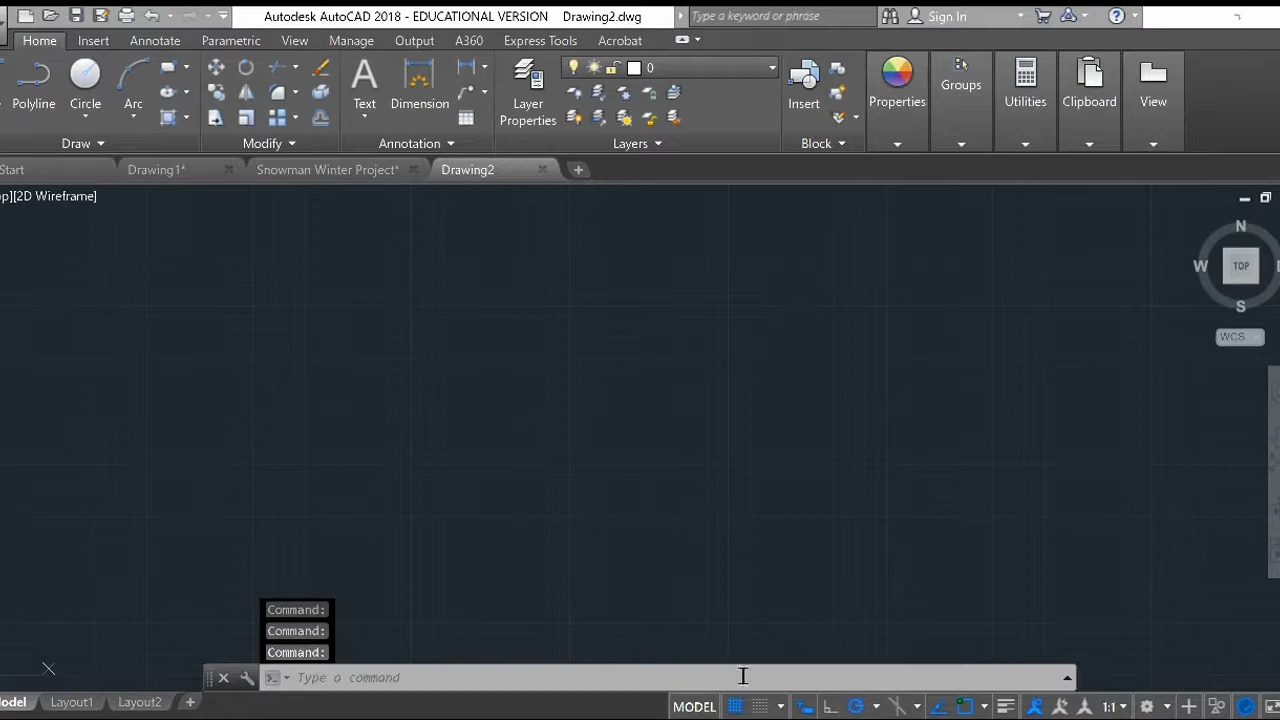 Autodesk AutoCAD 2018 - EDUCATIONAL VERSION Drawing2.dwg Type a keyword or phrase Sign In
Home Insert Annotate Parametric View Manage Output A360 Express Tools Acrobat
0
Polyline Circle Arc Text Dimension Layer Properties Insert Properties Groups Utilities Clipboard View
Draw Modify Annotation Layers Block
Start Drawing1* Snowman Winter Project* Drawing2
op][2D Wireframe]
N
W TOP
S
WCS
Command:
Command:
Command:
Type a command
Model Layout1 Layout2 MODEL 1:1